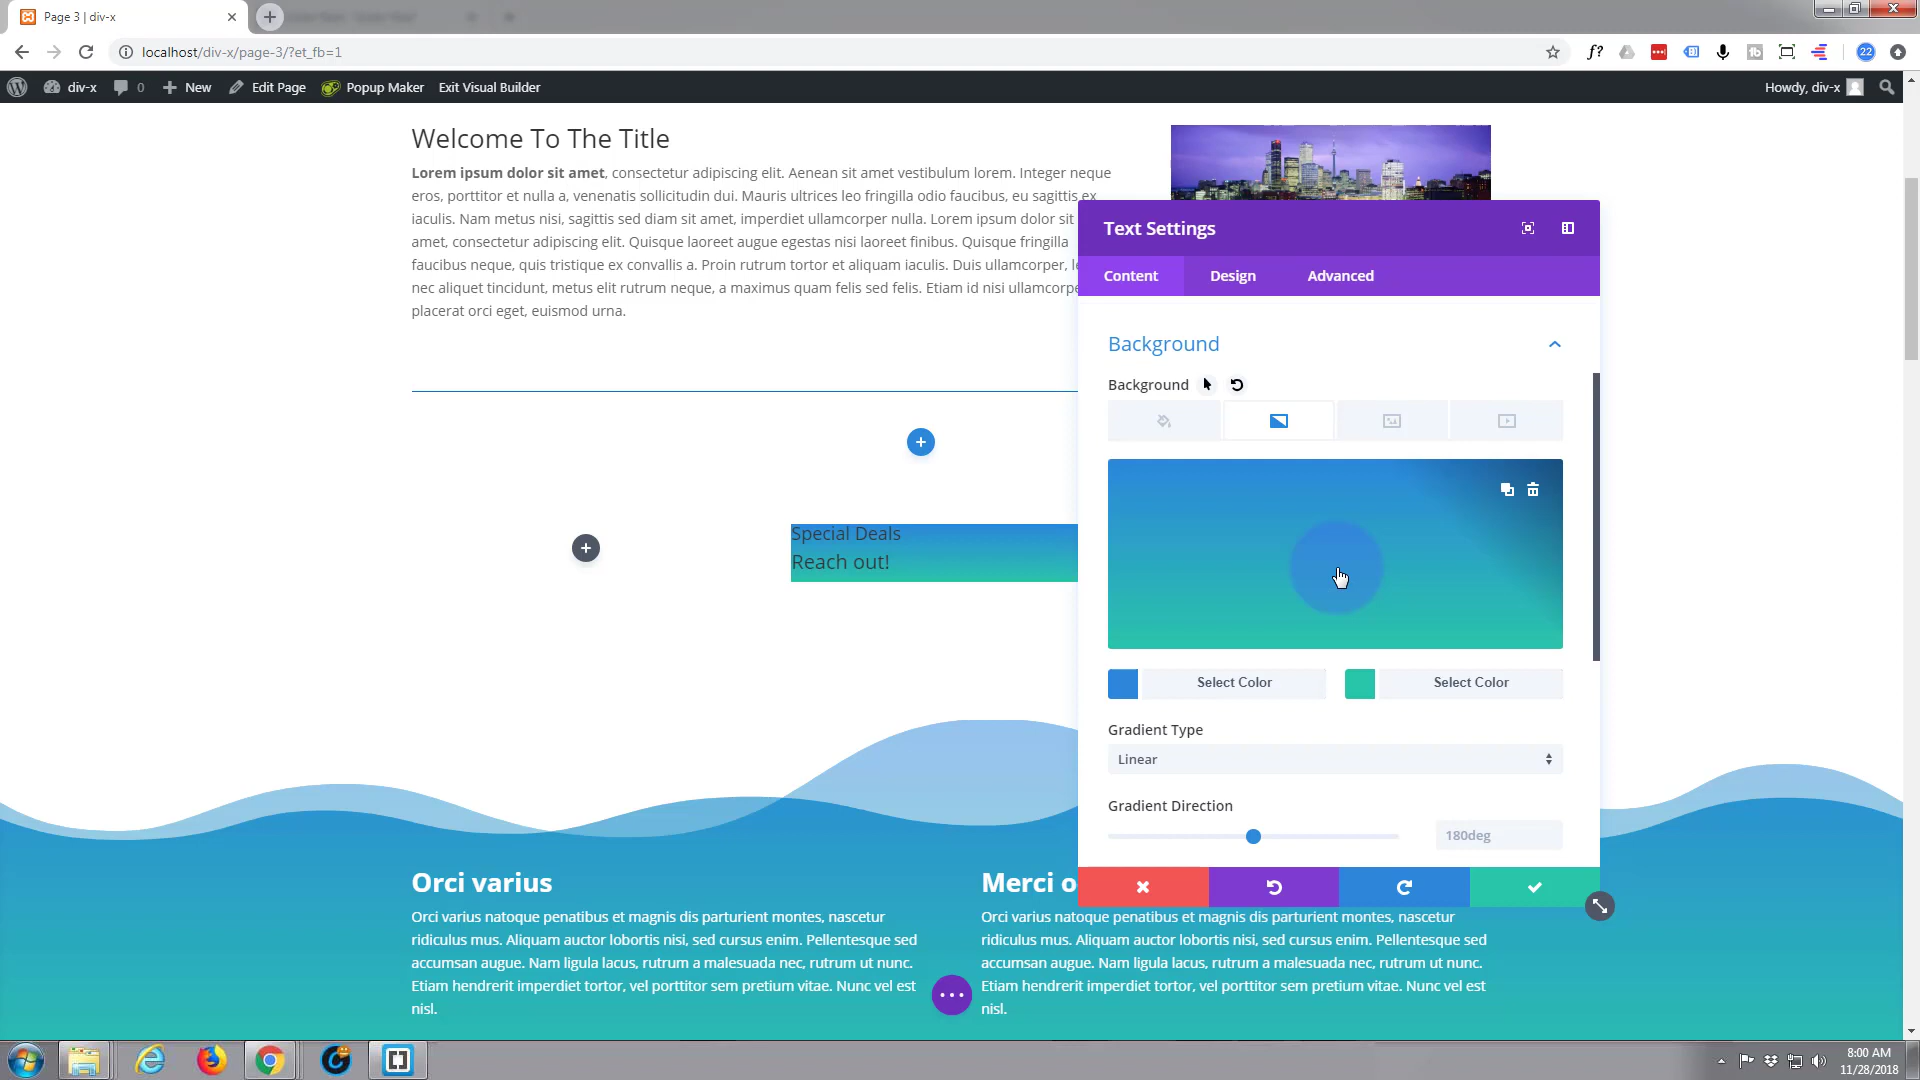 Page 3 | div-x
localhost/div-x/page-3/?et_fb=1
f?
22
div-x
0
New
Edit Page
Popup Maker
Exit Visual Builder
Howdy, div-x
Welcome To The Title
Lorem ipsum dolor sit amet, consectetur adipiscing elit. Aenean sit amet vestibulum lorem. Integer neque
eros, porttitor et nulla a, venenatis sollicitudin dui. Mauris ultrices leo fringilla odio faucibus, eu sagittis ex
iaculis. Nam metus nisi, sagittis sed diam sit amet, imperdiet ullamcorper nulla. Lorem ipsum dolor sit
amet, consectetur adipiscing elit. Quisque laoreet augue egestas nisi laoreet finibus. Quisque fringilla
faucibus neque, quis tristique ex convallis a. Proin rutrum tortor et aliquam iaculis. Duis ullamcorper,
nec aliquet tincidunt, metus elit rutrum neque, a maximus quam felis sed felis. Etiam id nisi ullamcorpe
placerat orci eget, euismod urna.
Special Deals
Reach out!
Text Settings
Content
Design
Advanced
Background
Background
Select Color
Select Color
Gradient Type
Linear
Gradient Direction
180deg
Orci varius
Orci varius natoque penatibus et magnis dis parturient montes, nascetur
ridiculus mus. Aliquam auctor lobortis nisi, sed cursus enim. Pellentesque sed
accumsan augue. Nam ligula lacus, rutrum a malesuada nec, rutrum ut nunc.
Etiam hendrerit imperdiet tortor, vel porttitor sem pretium vitae. Nunc vel est
nisl.
Merci o
Orci varius natoque penatibus et magnis dis parturient montes, nascetur
ridiculus mus. Aliquam auctor lobortis nisi, sed cursus enim. Pellentesque sed
accumsan augue. Nam ligula lacus, rutrum a malesuada nec, rutrum ut nunc.
Etiam hendrerit imperdiet tortor, vel porttitor sem pretium vitae. Nunc vel est
nisl.
8:00 AM
11/28/2018